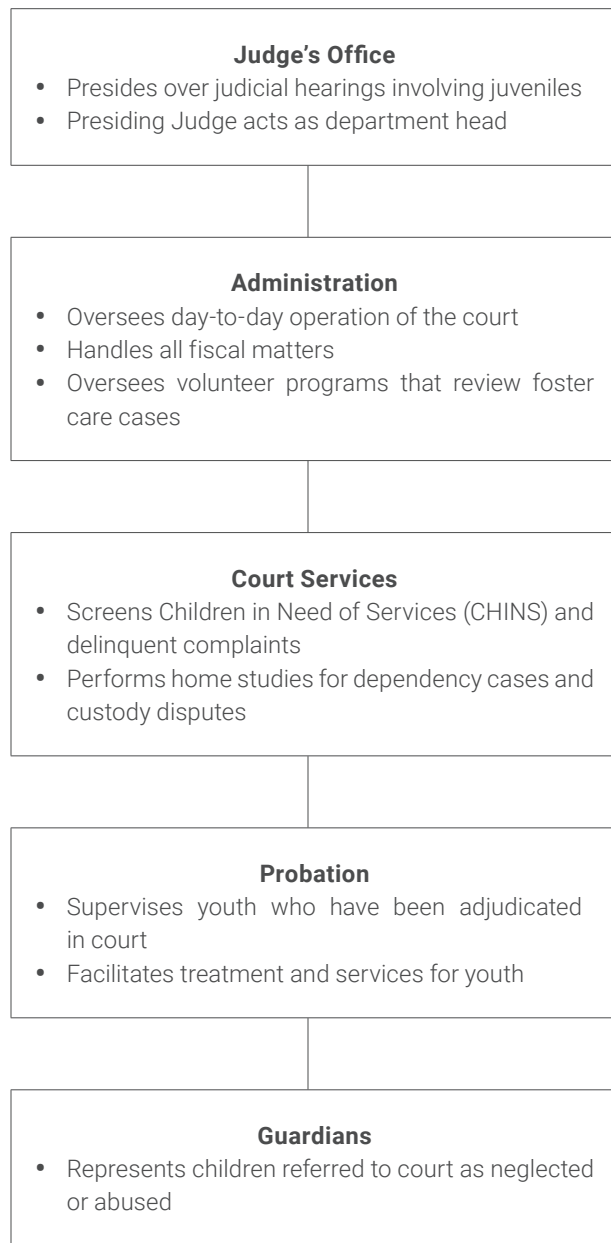 Judge’s Office
• Presides over judicial hearings involving juveniles
• Presiding Judge acts as department head
Administration
• Oversees day-to-day operation of the court
• Handles all fiscal matters
• Oversees volunteer programs that review foster
care cases
Court Services
• Screens Children in Need of Services (CHINS) and
delinquent complaints
• Performs home studies for dependency cases and
custody disputes
Probation
• Supervises youth who have been adjudicated
in court
• Facilitates treatment and services for youth
Guardians
• Represents children referred to court as neglected
or abused